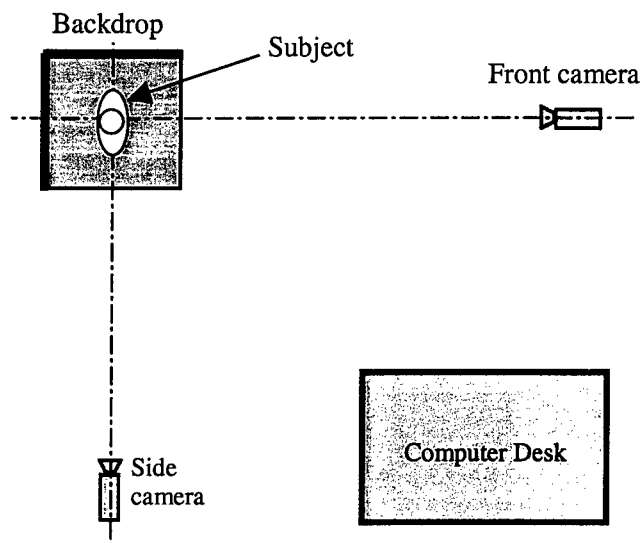 Backdrop
Subject
Front camera
Computer Desk
Side
camera